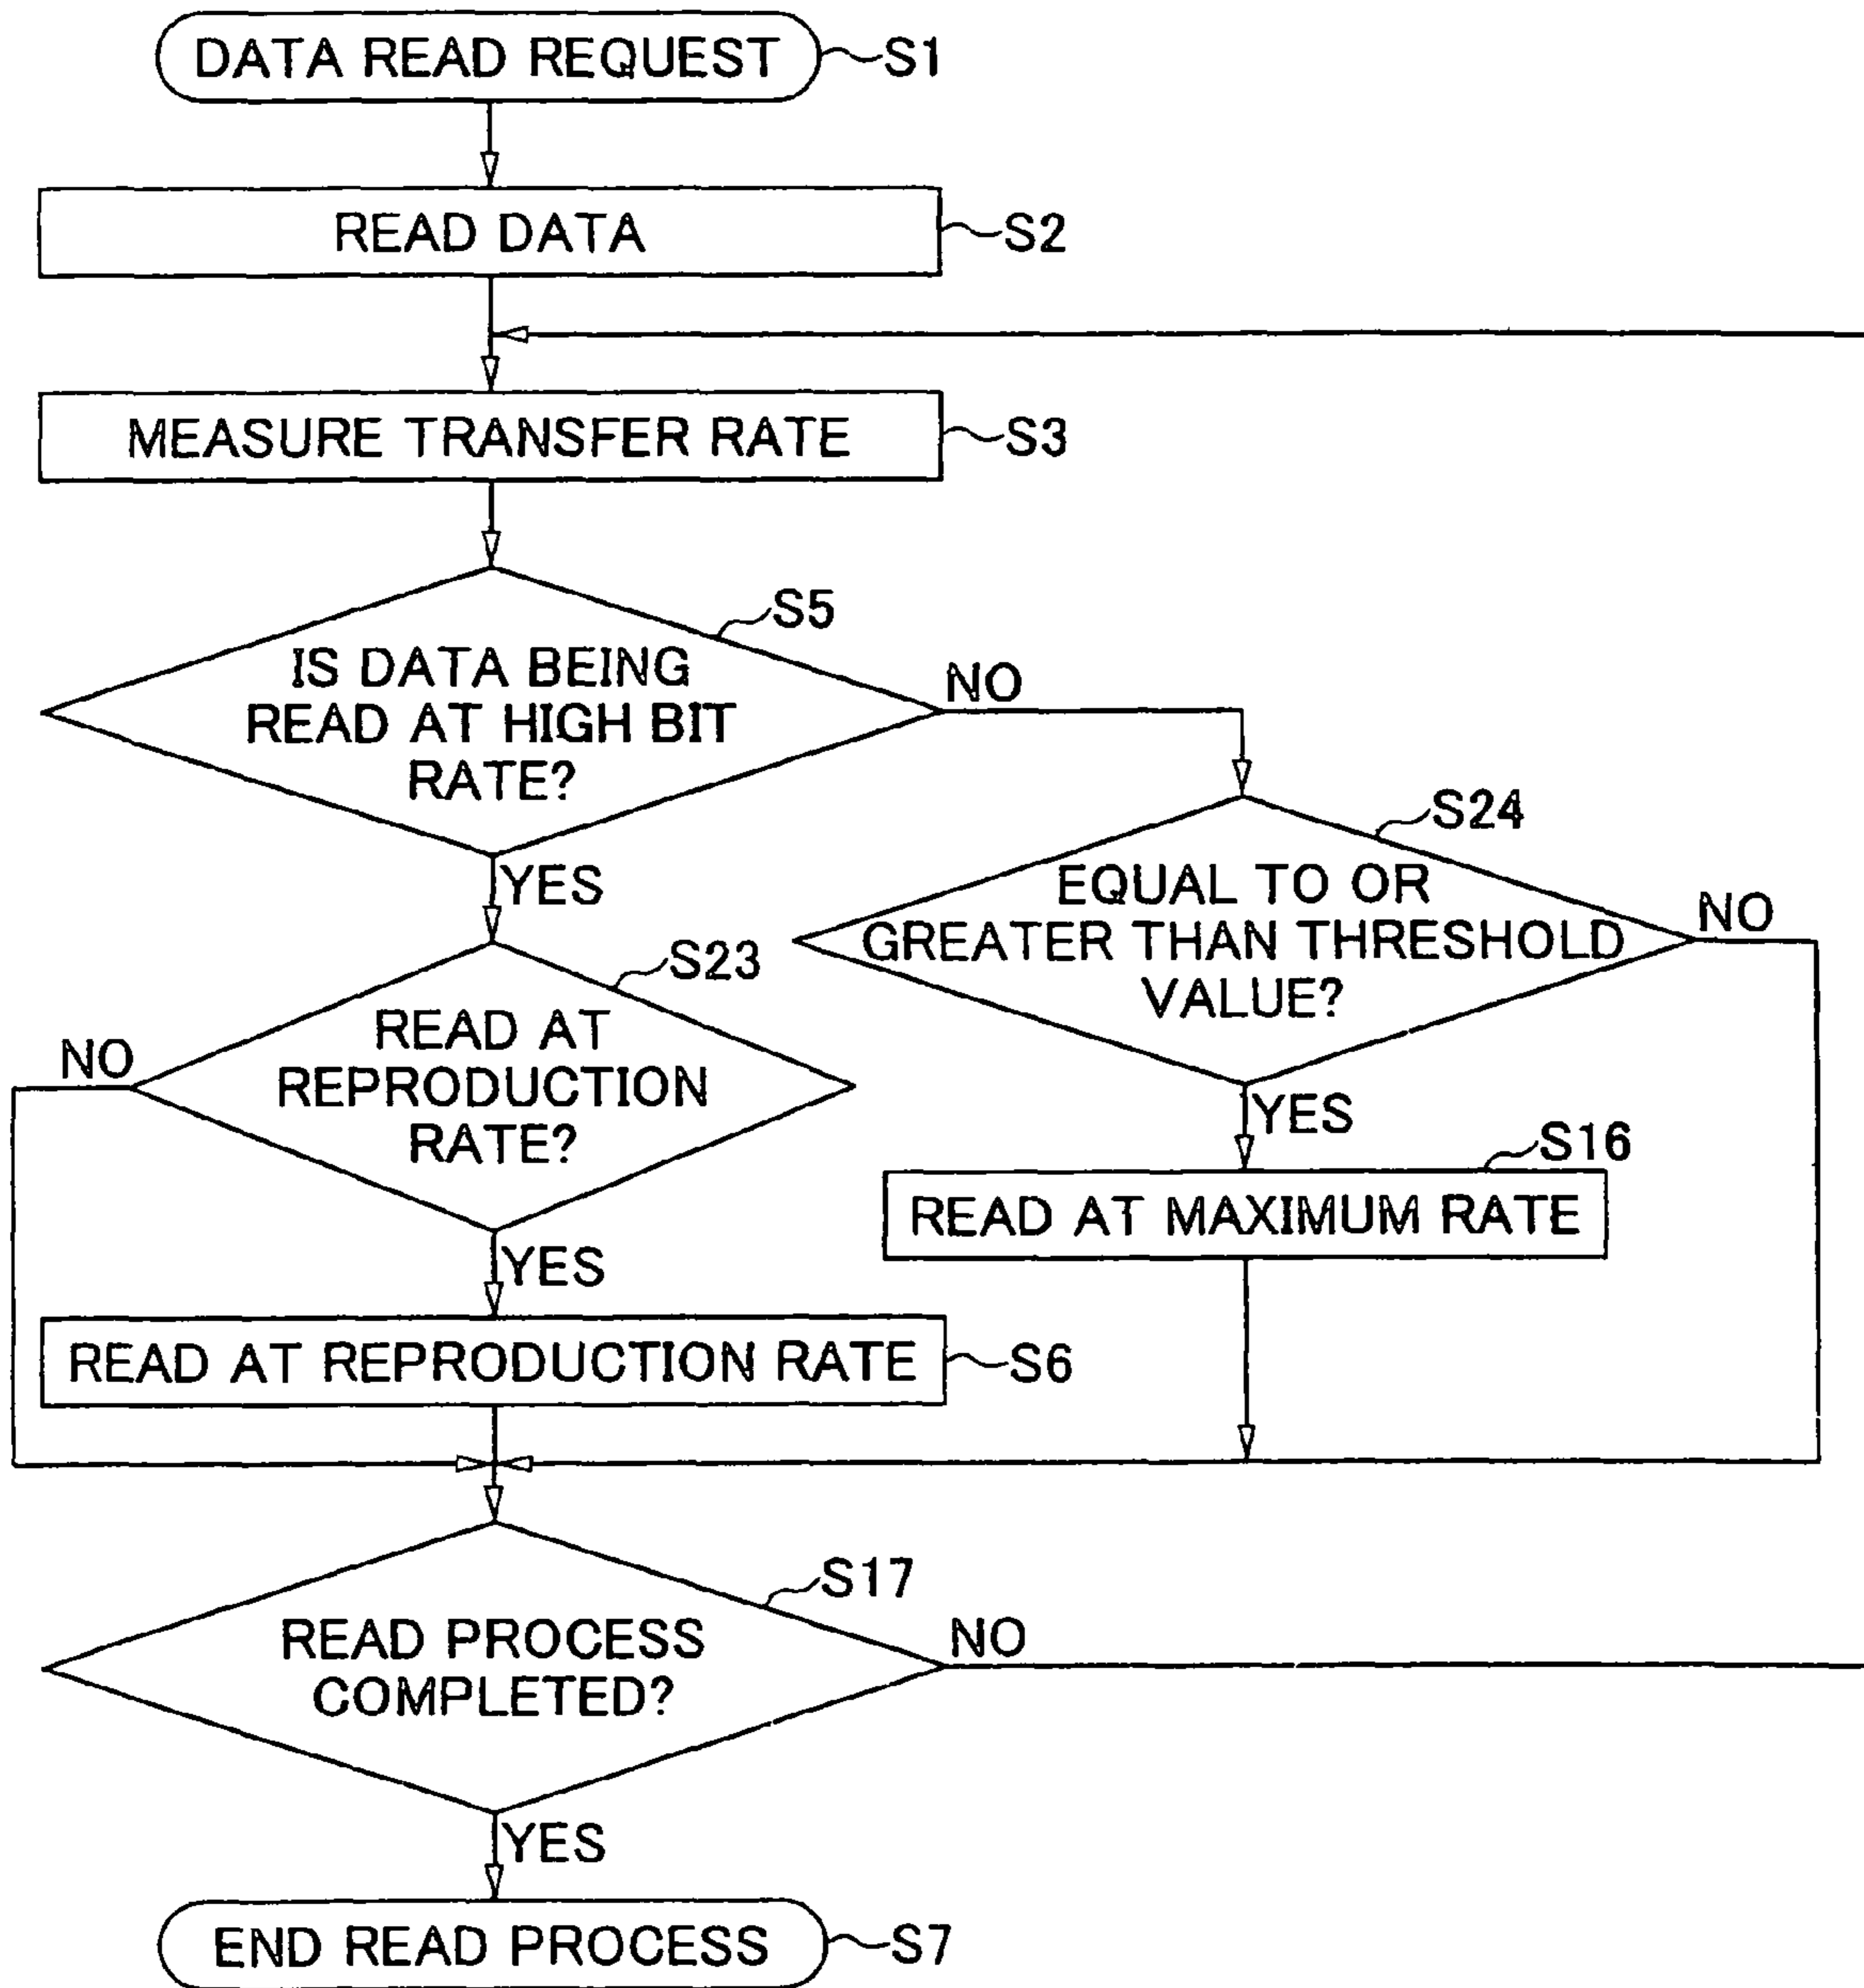 DATA READ REQUEST S1
READ DATA S2
MEASURE TRANSFER RATE S3
S5
IS DATA BEING
READ AT HIGH BIT
RATE?
NO
YES
S24
EQUAL TO OR
GREATER THAN THRESHOLD
VALUE?
NO
YES
S23
READ AT
REPRODUCTION
RATE?
NO
YES
S16
READ AT MAXIMUM RATE
READ AT REPRODUCTION RATE S6
S17
READ PROCESS
COMPLETED?
NO
YES
END READ PROCESS S7